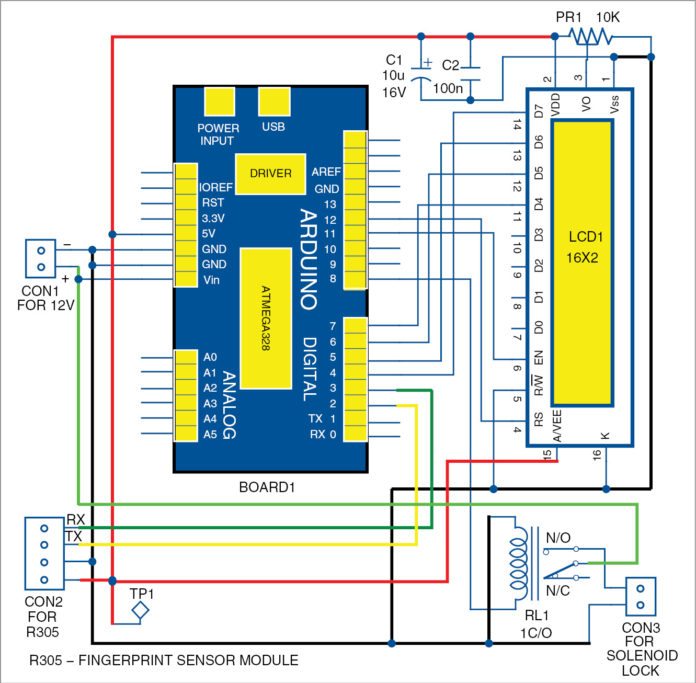 PR1 10K
C1
10u
16V
+
C2
100n
2
3
1
VDD
VO
Vss
POWER
INPUT
USB
DRIVER
ARDUINO
ATMEGA328
DIGITAL
ANALOG
IOREF
RST
3.3V
5V
GND
GND
Vin
A0
A1
A2
A3
A4
A5
AREF
GND
13
12
11
10
9
8
7
6
5
4
3
2
TX 1
RX 0
BOARD1
−
+
CON1
FOR 12V
LCD1
16X2
14 D7
13 D6
12 D5
11 D4
10 D3
9 D2
8 D1
7 D0
6 EN
5 R/W
4 RS
15 A/VEE
16 K
RX
TX
CON2
FOR
R305
TP1
N/O
N/C
RL1
1C/O
CON3
FOR
SOLENOID
LOCK
R305 – FINGERPRINT SENSOR MODULE